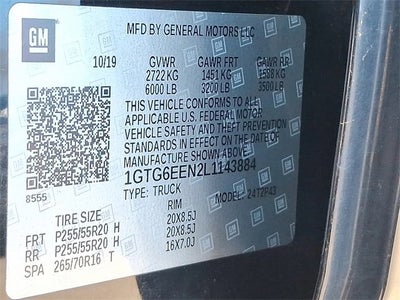 GM
MFD BY GENERAL MOTORS LLC
10/19 GVWR GAWR FRT GAWR RR
2722 KG 1451 KG 1588 KG
6000 LB 3200 LB 3500 LB
THIS VEHICLE CONFORMS TO ALL
APPLICABLE U.S. FEDERAL MOTOR
VEHICLE SAFETY AND THEFT PREVENTION
STANDARDS IN EFFECT ON THE DATE OF
MANUFACTURE SHOWN ABOVE.
8555
1GTG6EEN2L1143884
TYPE: TRUCK MODEL: 24T2P43
TIRE SIZE RIM
FRT P255/55R20 H 20X8.5J
RR P255/55R20 H 20X8.5J
SPA 265/70R16 T 16X7.0J